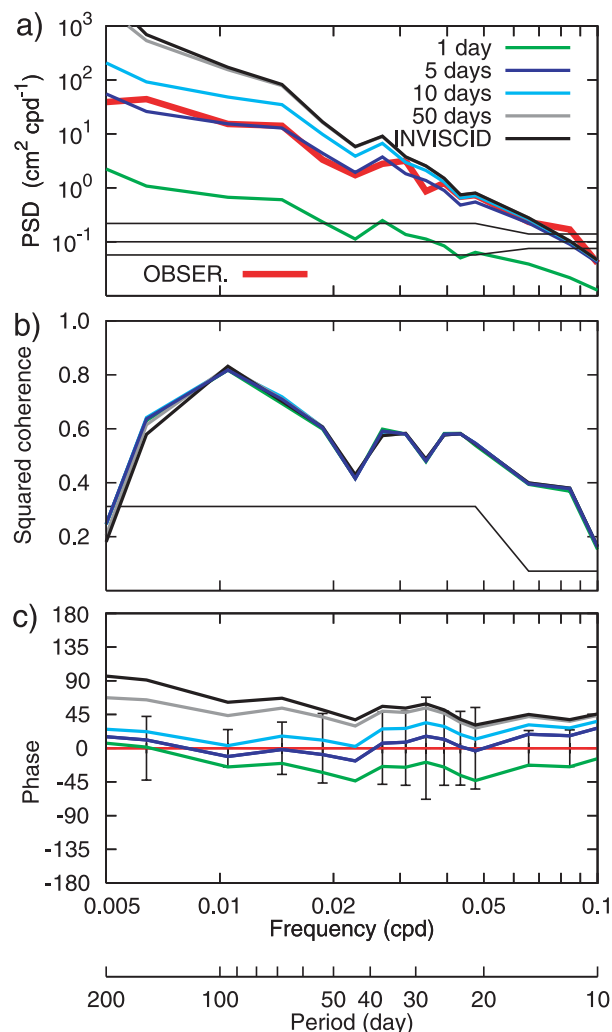 a)
PSD (cm² cpd⁻¹)
10³
10²
10¹
10⁰
10⁻¹
1 day
5 days
10 days
50 days
INVISCID
OBSER.
b)
Squared coherence
1.0
0.8
0.6
0.4
0.2
c)
Phase
180
135
90
45
0
-45
-90
-135
-180
0.005 0.01 0.02 0.05 0.1
Frequency (cpd)
200 100 50 40 30 20 10
Period (day)